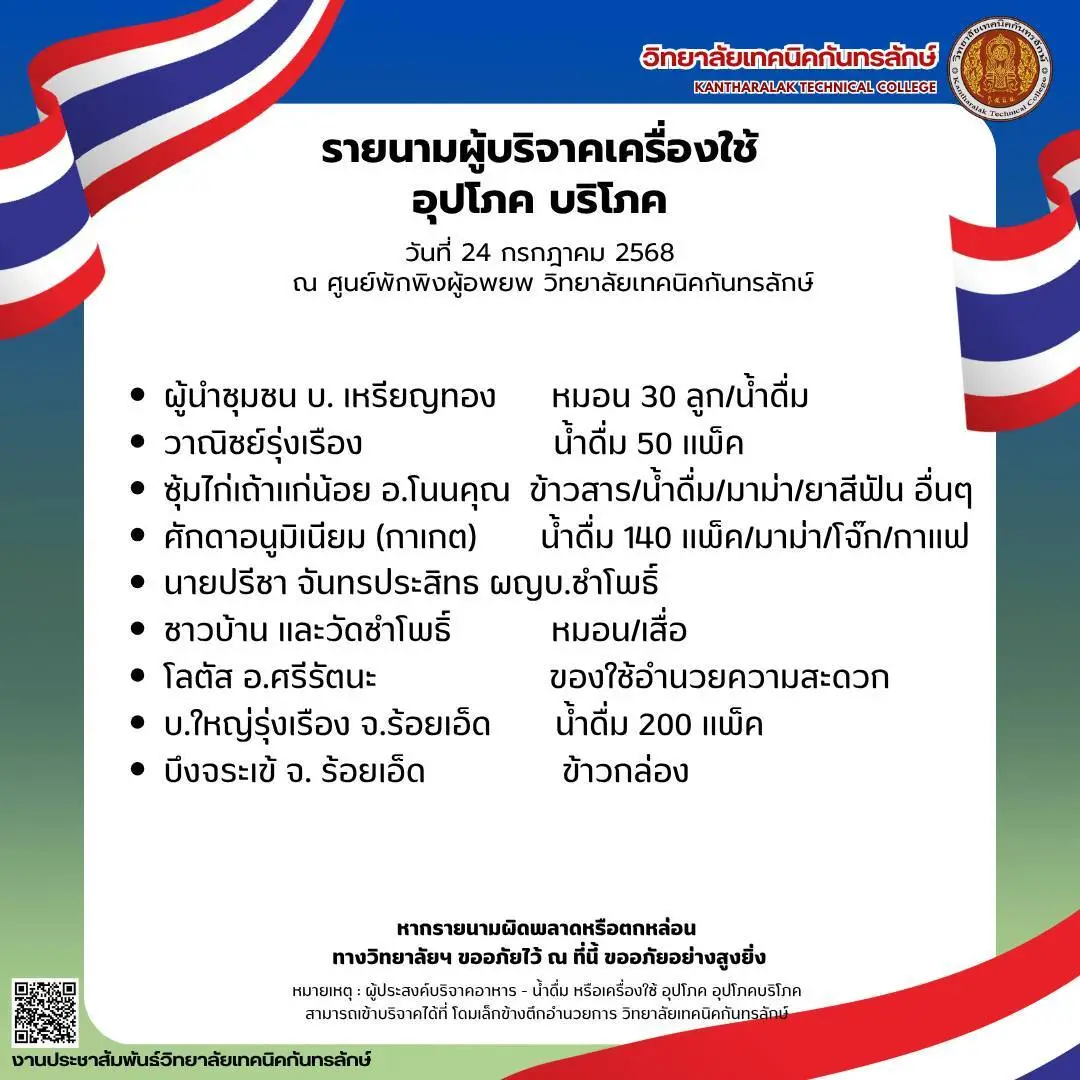 วิทยาลัยเทคนิคกันทรลักษ์
KANTHARALAK TECHNICAL COLLEGE
วิทยาลัยเทคนิคกันทรลักษ์
Kantharalak Technical College
รายนามผู้บริจาคเครื่องใช้
อุปโภค บริโภค
วันที่ 24 กรกฎาคม 2568
ณ ศูนย์พักพิงผู้อพยพ วิทยาลัยเทคนิคกันทรลักษ์
• ผู้นำชุมชน บ. เหรียญทอง หมอน 30 ลูก/น้ำดื่ม
• วาณิชย์รุ่งเรือง น้ำดื่ม 50 แพ็ค
• ซุ้มไก่เถ้าแก่น้อย อ.โนนคุณ ข้าวสาร/น้ำดื่ม/มาม่า/ยาสีฟัน อื่นๆ
• ศักดาอนูมิเนียม (กาเกต) น้ำดื่ม 140 แพ็ค/มาม่า/โจ๊ก/กาแฟ
• นายปรีชา จันทรประสิทธ ผญบ.ซำโพธิ์
• ชาวบ้าน และวัดซำโพธิ์ หมอน/เสื่อ
• โลตัส อ.ศรีรัตนะ ของใช้อำนวยความสะดวก
• บ.ใหญ่รุ่งเรือง จ.ร้อยเอ็ด น้ำดื่ม 200 แพ็ค
• บึงจระเข้ จ. ร้อยเอ็ด ข้าวกล่อง
หากรายนามผิดพลาดหรือตกหล่อน
ทางวิทยาลัยฯ ขออภัยไว้ ณ ที่นี้ ขออภัยอย่างสูงยิ่ง
หมายเหตุ : ผู้ประสงค์บริจาคอาหาร - น้ำดื่ม หรือเครื่องใช้ อุปโภค อุปโภคบริโภค
สามารถเข้าบริจาคได้ที่ โดมเล็กข้างตึกอำนวยการ วิทยาลัยเทคนิคกันทรลักษ์
งานประชาสัมพันธ์วิทยาลัยเทคนิคกันทรลักษ์